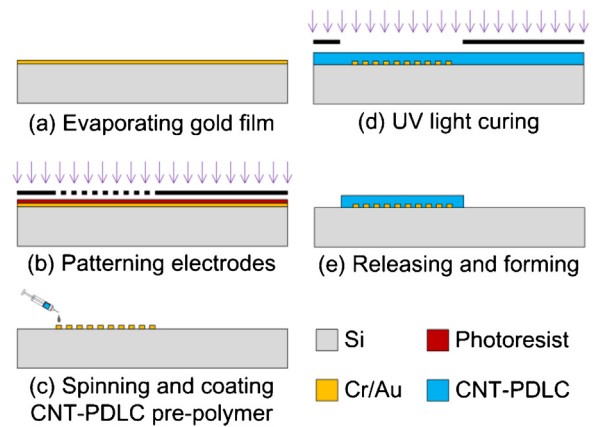 (a) Evaporating gold film
(b) Patterning electrodes
(c) Spinning and coating
CNT-PDLC pre-polymer
(d) UV light curing
(e) Releasing and forming
Si
Photoresist
Cr/Au
CNT-PDLC